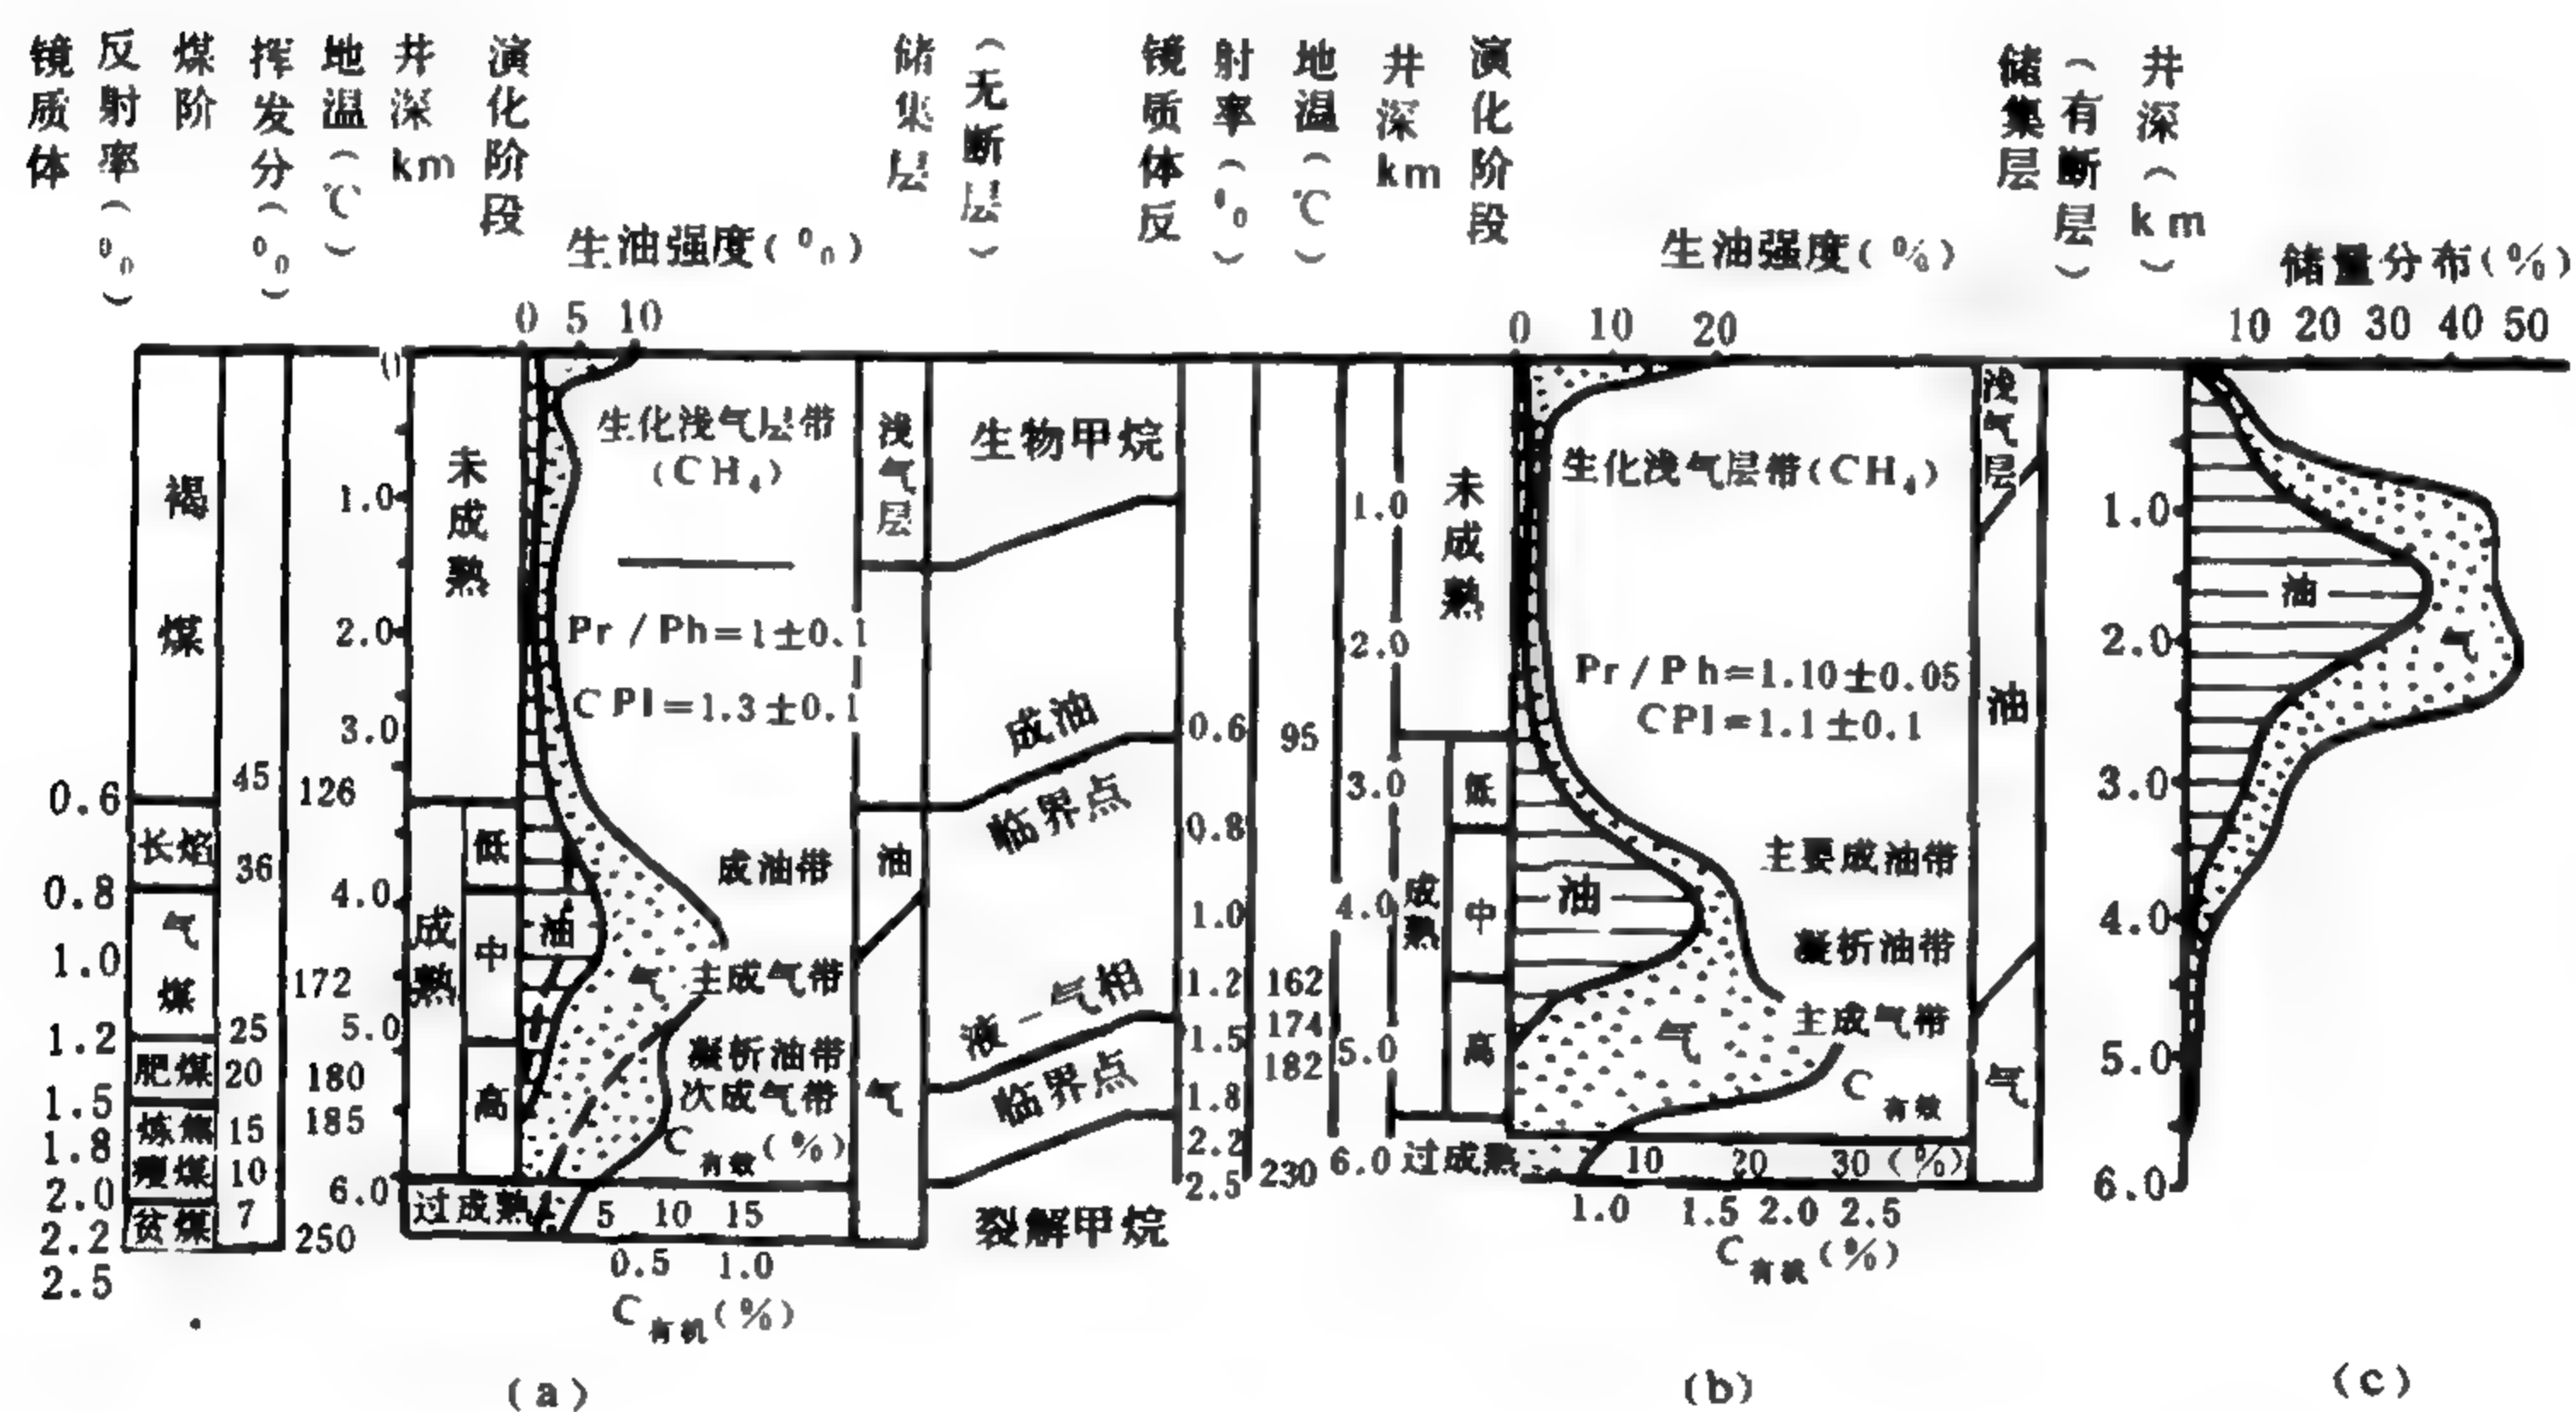 镜质体
反射率(%)
煤阶
挥发分(%)
地温(℃)
井深km
演化阶段
生油强度(%)
0 5 10
储集层
(无断层)
镜质体反
射率(%)
地温(℃)
井深km
演化阶段
生油强度(%)
0 10 20
储集层
(有断层)
井深(km)
储量分布(%)
10 20 30 40 50
0.6
0.8
1.0
1.2
1.5
1.8
2.0
2.2
2.5
褐煤
长焰
气煤
肥煤
炼焦
瘦煤
贫煤
45
36
25
20
15
10
7
126
172
180
185
250
0
1.0
2.0
3.0
4.0
5.0
6.0
未成熟
成熟
低
中
高
过成熟
生化浅气层带
(CH₄)
Pr/Ph=1±0.1
CPI=1.3±0.1
成油带
油
气
主成气带
凝析油带
次成气带
C有效(%)
5 10 15
0.5 1.0
C有机(%)
浅气层
油
气
生物甲烷
成油
临界点
液-气相
临界点
裂解甲烷
0.6
0.8
1.0
1.2
1.5
1.8
2.2
2.5
95
162
174
182
230
1.0
2.0
3.0
4.0
5.0
6.0
未成熟
成熟
低
中
高
过成熟
生化浅气层带(CH₄)
Pr/Ph=1.10±0.05
CPI=1.1±0.1
主要成油带
油
凝析油带
气
主成气带
C有效
10 20 30(%)
1.0 1.5 2.0 2.5
C有机(%)
浅气层
油
气
1.0
2.0
3.0
4.0
5.0
6.0
油
气
(a)
(b)
(c)